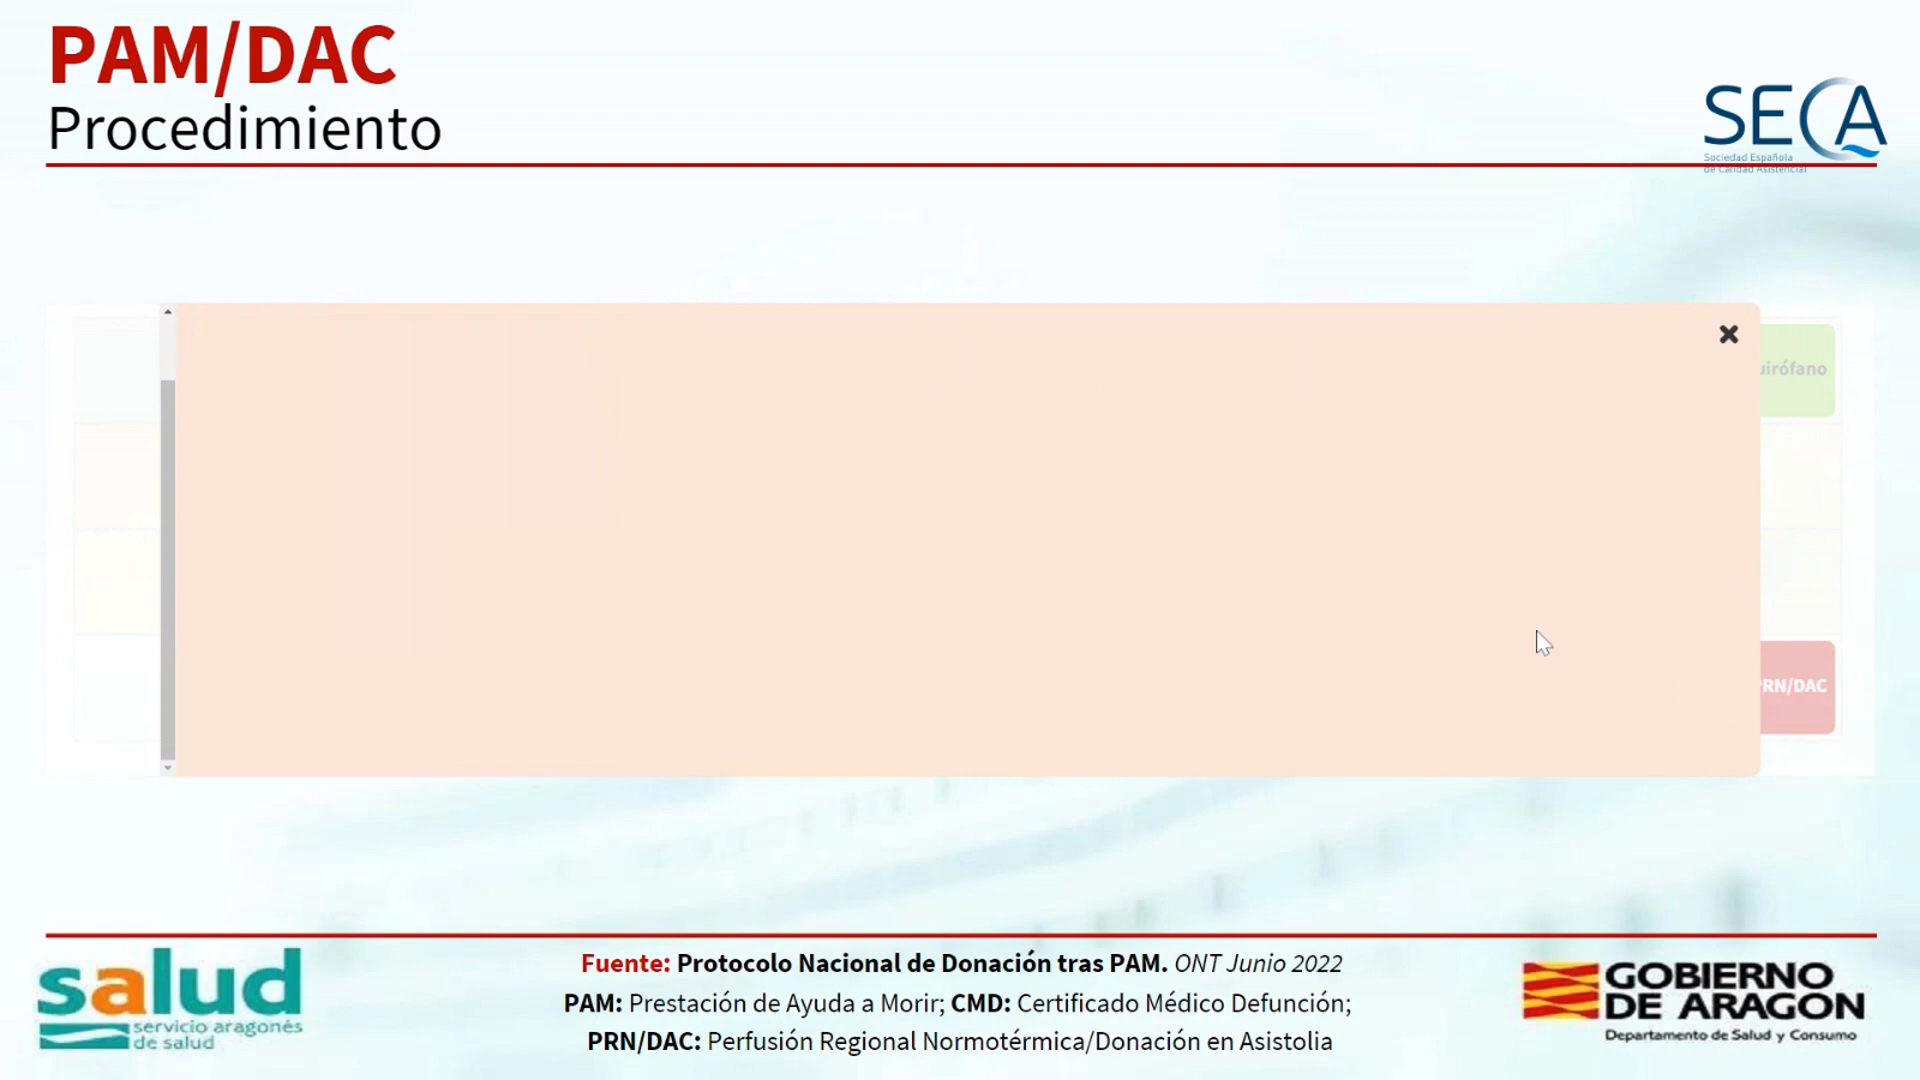 PAM/DAC
Procedimiento
SECA
Sociedad Española
de Calidad Asistencial
RN/DAC
salud
servicio aragonés
de salud
Fuente: Protocolo Nacional de Donación tras PAM. ONT Junio 2022
PAM: Prestación de Ayuda a Morir; CMD: Certificado Médico Defunción;
PRN/DAC: Perfusión Regional Normotérmica/Donación en Asistolia
GOBIERNO
DE ARAGON
Departamento de Salud y Consumo